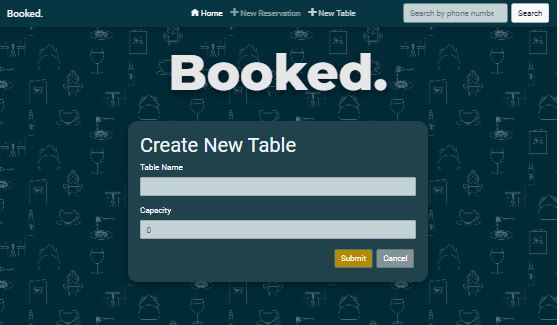 Booked. Home New Reservation New Table Search by phone numbe Search
Booked.
Create New Table
Table Name
Capacity
0
Submit Cancel